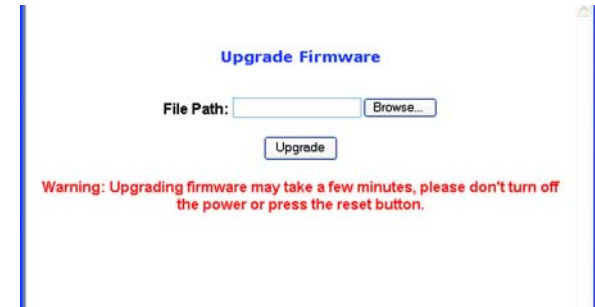 Upgrade Firmware
File Path: Browse...
Upgrade
Warning: Upgrading firmware may take a few minutes, please don't turn off
the power or press the reset button.